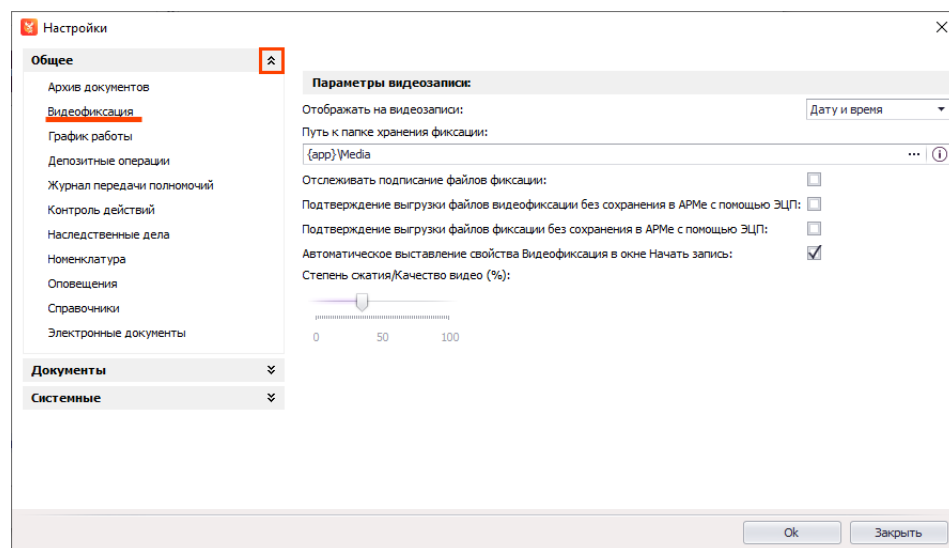 Настройки
Общее
Архив документов
Видеофиксация
График работы
Депозитные операции
Журнал передачи полномочий
Контроль действий
Наследственные дела
Номенклатура
Оповещения
Справочники
Электронные документы
Документы
Системные
Параметры видеозаписи:
Отображать на видеозаписи: Дату и время
Путь к папке хранения фиксации:
{app}\Media ...
Отслеживать подписание файлов фиксации:
Подтверждение выгрузки файлов видеофиксации без сохранения в АРМе с помощью ЭЦП:
Подтверждение выгрузки файлов фиксации без сохранения в АРМе с помощью ЭЦП:
Автоматическое выставление свойства Видеофиксация в окне Начать запись:
Степень сжатия/Качество видео (%):
0 50 100
Ok Закрыть